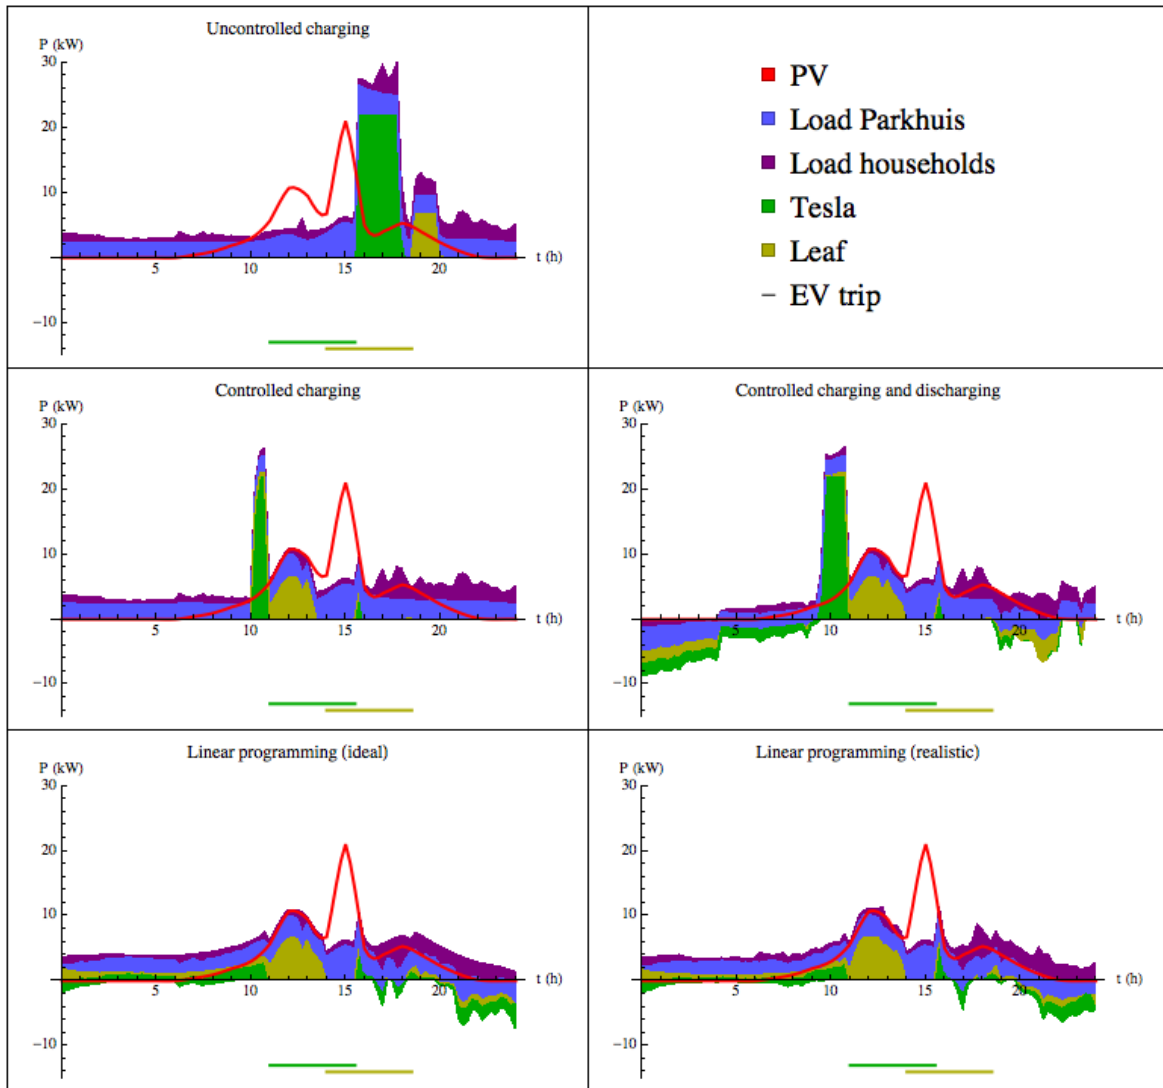 Uncontrolled charging
P (kW)
30
20
10
5 10 15 20 t (h)
−10
PV
Load Parkhuis
Load households
Tesla
Leaf
EV trip
Controlled charging
P (kW)
30
20
10
5 10 15 20 t (h)
−10
Controlled charging and discharging
P (kW)
30
20
10
5 10 15 20 t (h)
−10
Linear programming (ideal)
P (kW)
30
20
10
5 10 15 20 t (h)
−10
Linear programming (realistic)
P (kW)
30
20
10
5 10 15 20 t (h)
−10